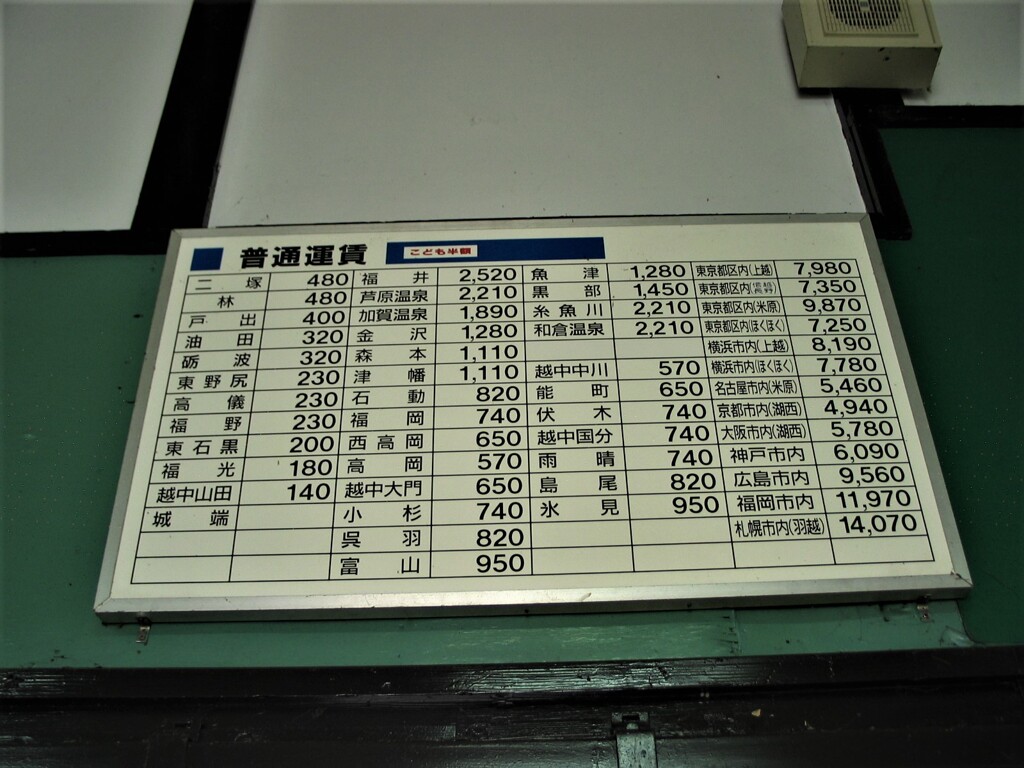 普通運賃 こども半額
二塚 480 福井 2,520 魚津 1,280 東京都区内(上越) 7,980
林 480 芦原温泉 2,210 黒部 1,450 東京都区内(信越長野) 7,350
戸出 400 加賀温泉 1,890 糸魚川 2,210 東京都区内(米原) 9,870
油田 320 金沢 1,280 和倉温泉 2,210 東京都区内(ほくほく) 7,250
砺波 320 森本 1,110 横浜市内(上越) 8,190
東野尻 230 津幡 1,110 越中中川 570 横浜市内(ほくほく) 7,780
高儀 230 石動 820 能町 650 名古屋市内(米原) 5,460
福野 230 福岡 740 伏木 740 京都市内(湖西) 4,940
東石黒 200 西高岡 650 越中国分 740 大阪市内(湖西) 5,780
福光 180 高岡 570 雨晴 740 神戸市内 6,090
越中山田 140 越中大門 650 島尾 820 広島市内 9,560
城端 小杉 740 氷見 950 福岡市内 11,970
呉羽 820 札幌市内(羽越) 14,070
富山 950